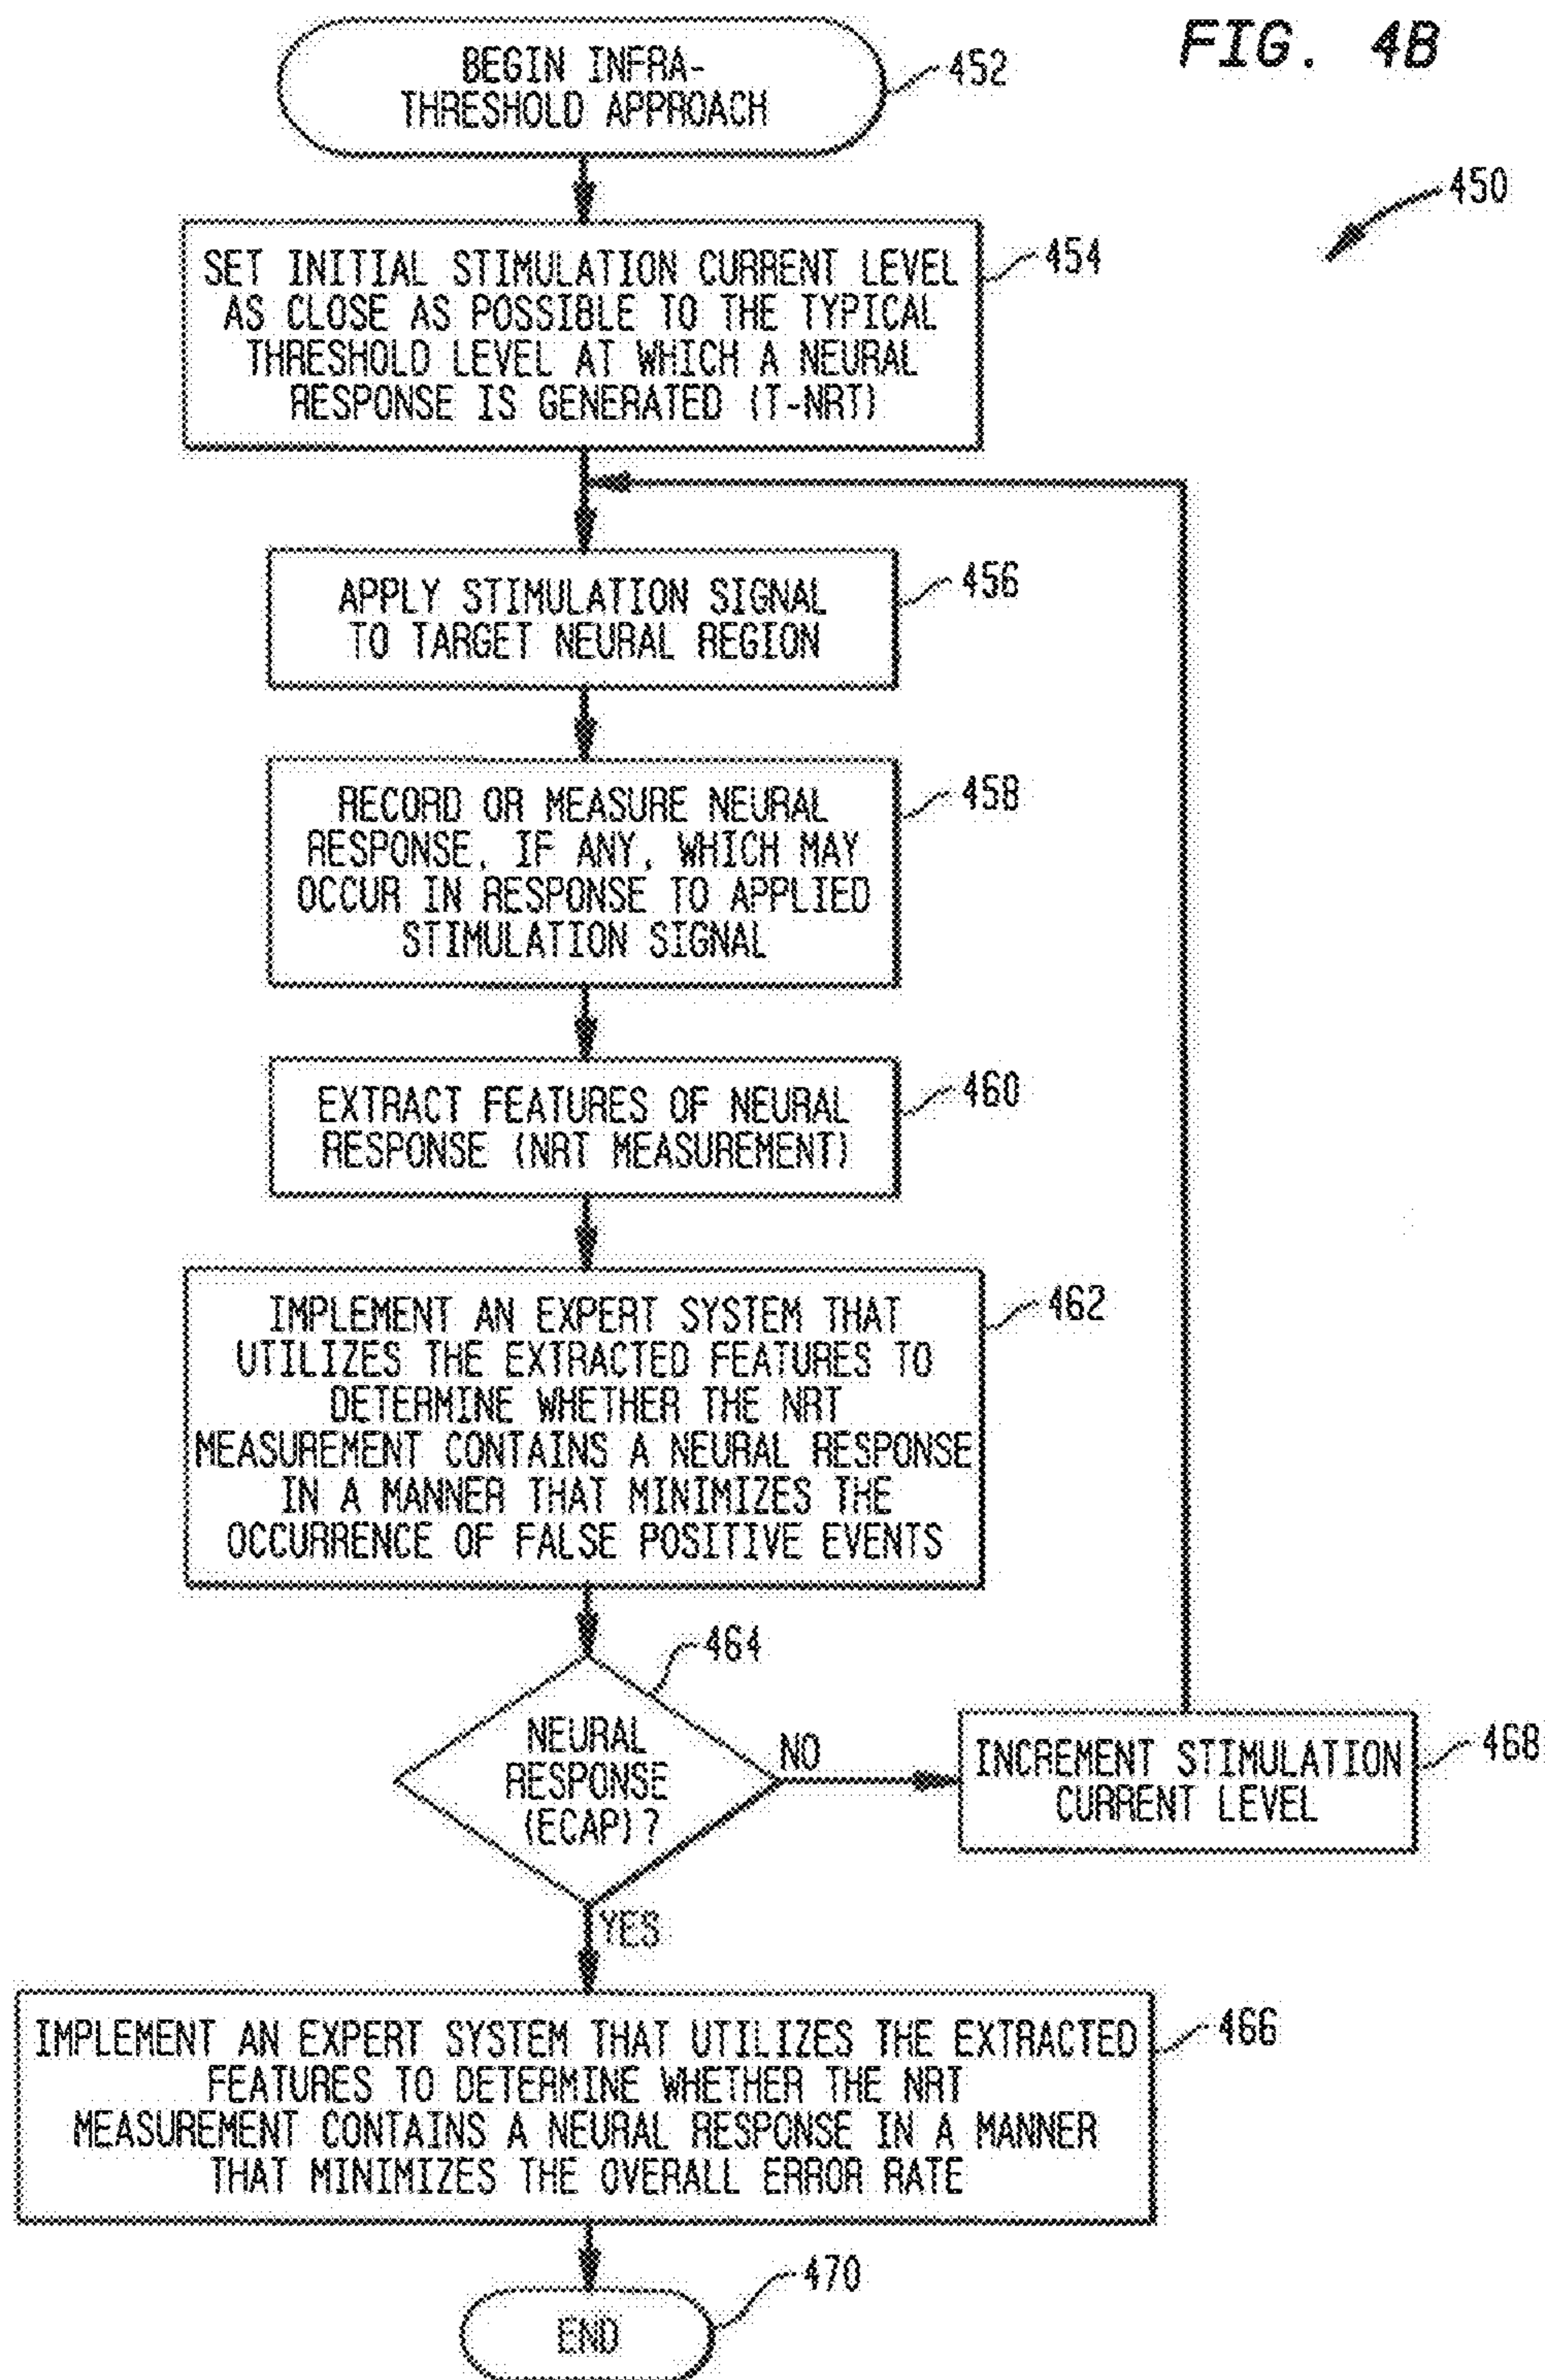 FIG. 4B
BEGIN INFRA-
THRESHOLD APPROACH
452
450
SET INITIAL STIMULATION CURRENT LEVEL
AS CLOSE AS POSSIBLE TO THE TYPICAL
THRESHOLD LEVEL AT WHICH A NEURAL
RESPONSE IS GENERATED (T-NRT)
454
APPLY STIMULATION SIGNAL
TO TARGET NEURAL REGION
456
RECORD OR MEASURE NEURAL
RESPONSE, IF ANY, WHICH MAY
OCCUR IN RESPONSE TO APPLIED
STIMULATION SIGNAL
458
EXTRACT FEATURES OF NEURAL
RESPONSE (NRT MEASUREMENT)
460
IMPLEMENT AN EXPERT SYSTEM THAT
UTILIZES THE EXTRACTED FEATURES TO
DETERMINE WHETHER THE NRT
MEASUREMENT CONTAINS A NEURAL RESPONSE
IN A MANNER THAT MINIMIZES THE
OCCURRENCE OF FALSE POSITIVE EVENTS
462
464
NEURAL
RESPONSE
(ECAP)?
NO
INCREMENT STIMULATION
CURRENT LEVEL
468
YES
IMPLEMENT AN EXPERT SYSTEM THAT UTILIZES THE EXTRACTED
FEATURES TO DETERMINE WHETHER THE NRT
MEASUREMENT CONTAINS A NEURAL RESPONSE IN A MANNER
THAT MINIMIZES THE OVERALL ERROR RATE
466
470
END